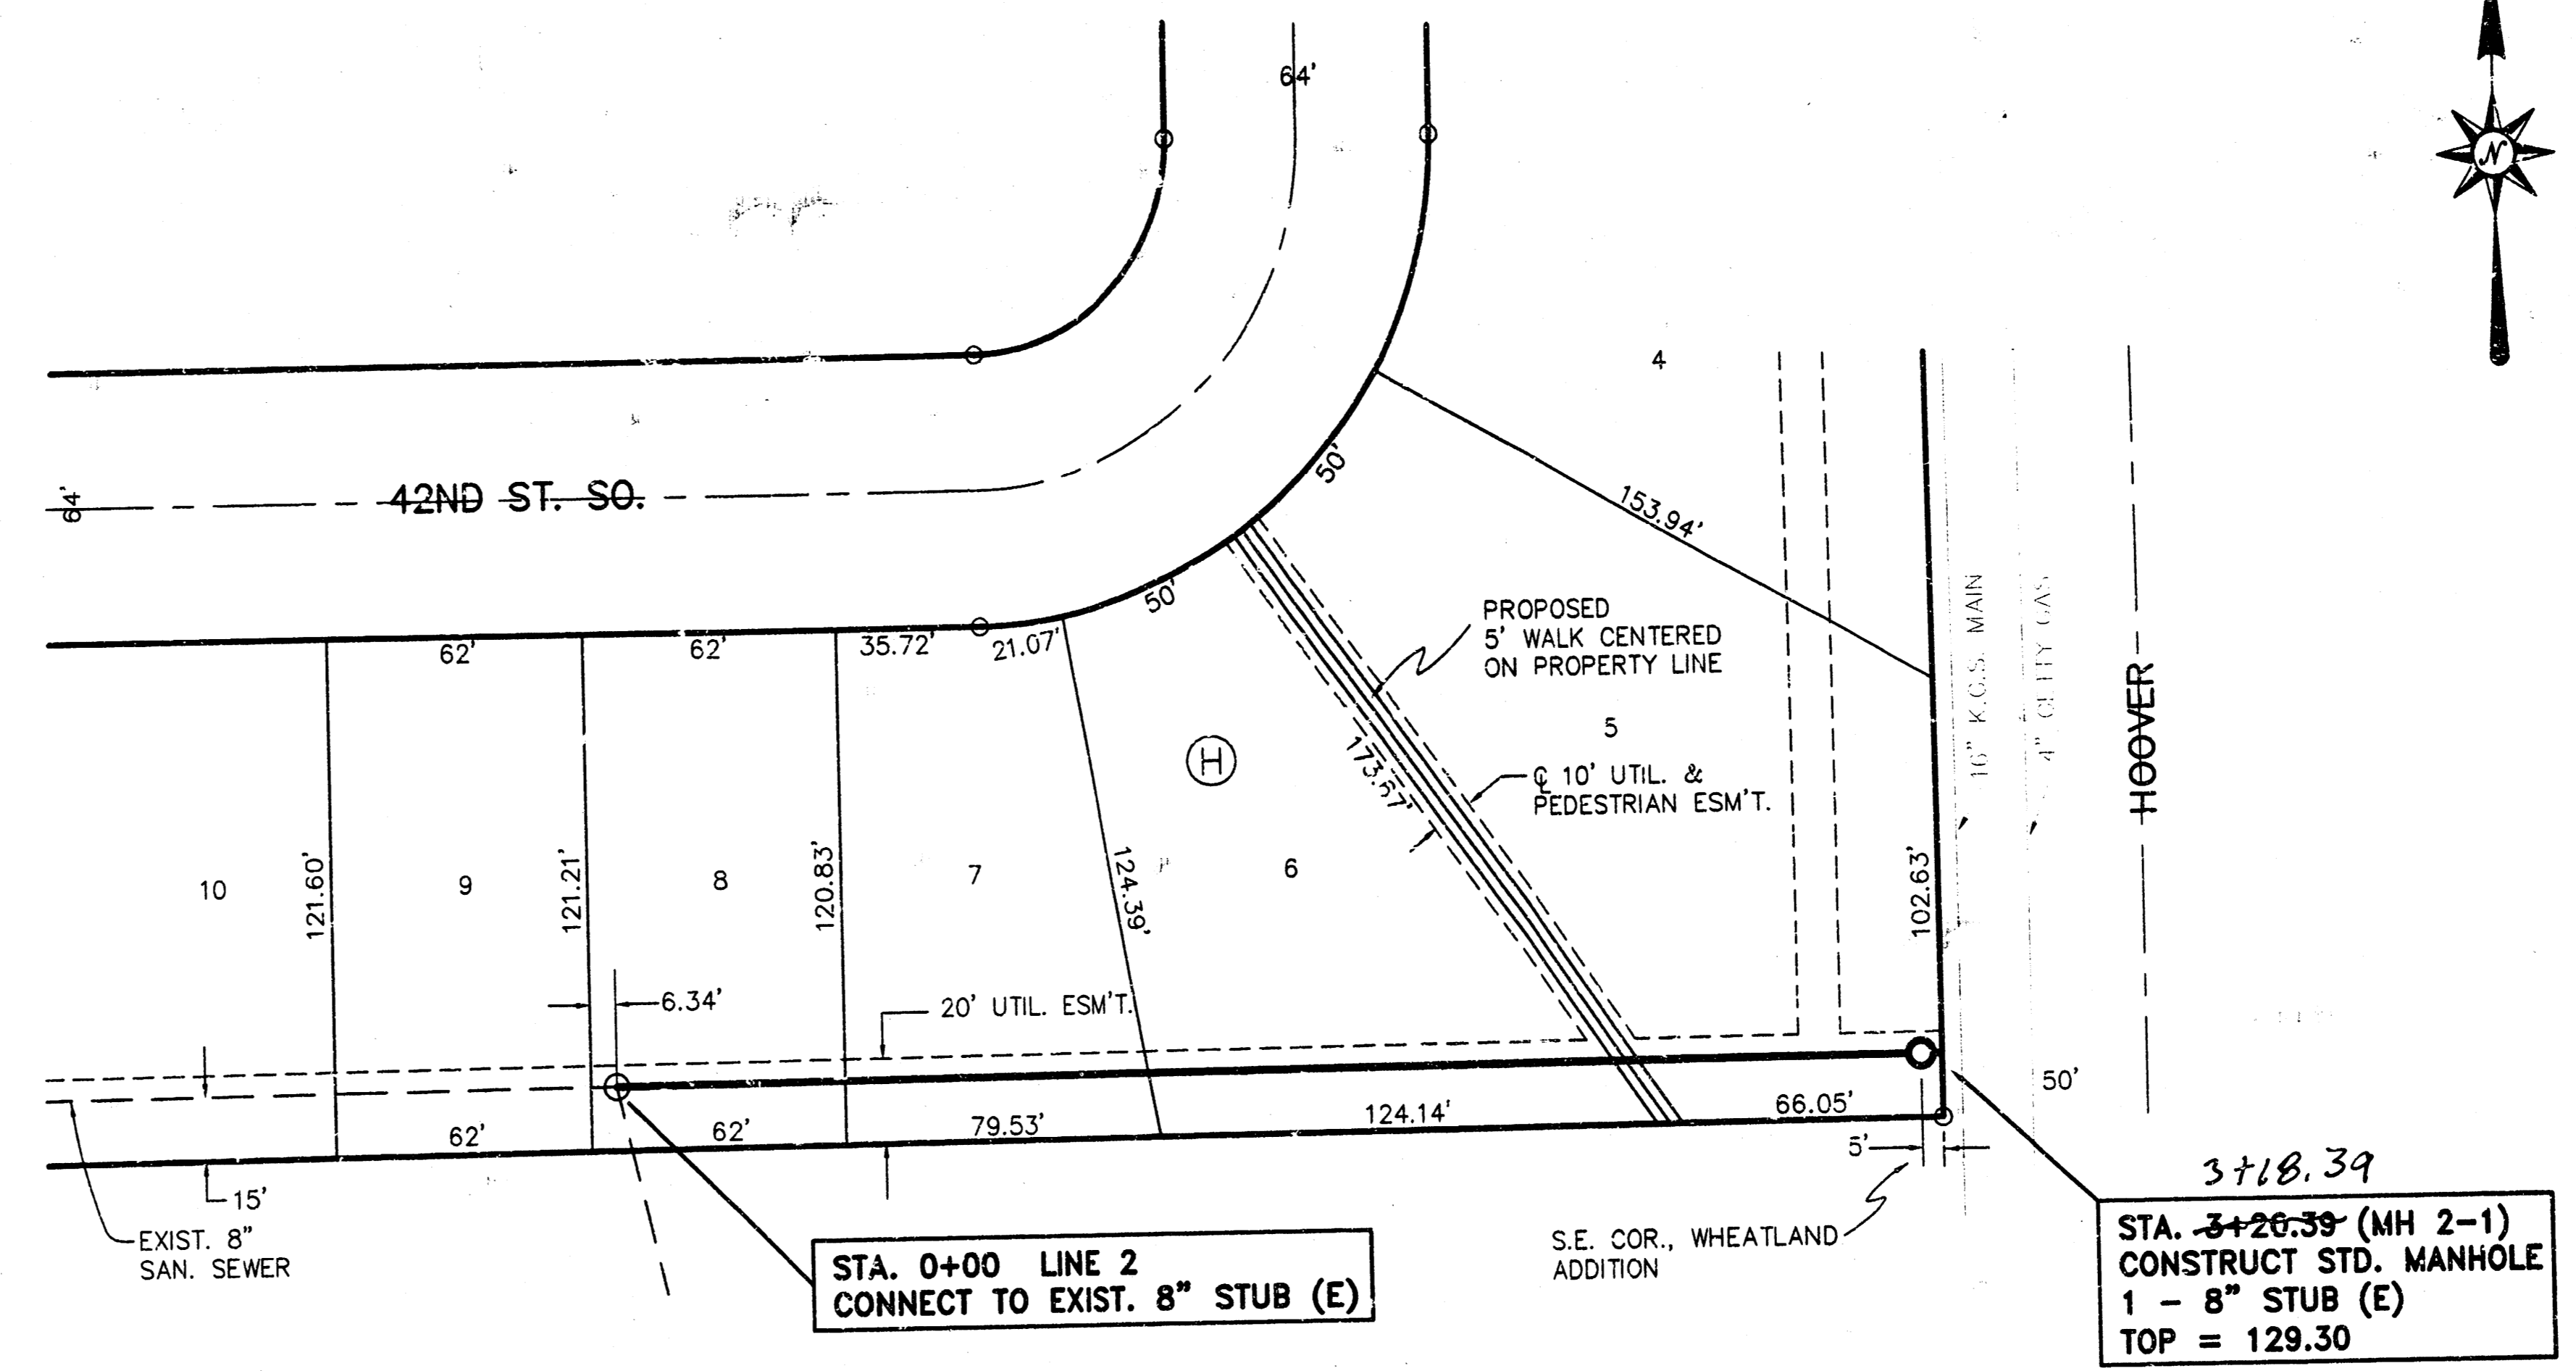 64'
N
4
64'
42ND ST. SO.
50'
153.94'
50'
PROPOSED
5' WALK CENTERED
ON PROPERTY LINE
62'
62'
35.72'
21.07'
16" K.G.S. MAIN
4"
GAS
HOOVER
5
H
173.67'
℄ 10' UTIL. &
PEDESTRIAN ESM'T.
10
121.60'
9
121.21'
8
120.83'
7
124.39'
6
102.63'
6.34'
20' UTIL. ESM'T.
50'
62'
62'
79.53'
124.14'
66.05'
5'
15'
EXIST. 8"
SAN. SEWER
S.E. COR., WHEATLAND
ADDITION
STA. 0+00 LINE 2
CONNECT TO EXIST. 8" STUB (E)
3+18.39
STA. 3+20.39 (MH 2-1)
CONSTRUCT STD. MANHOLE
1 - 8" STUB (E)
TOP = 129.30